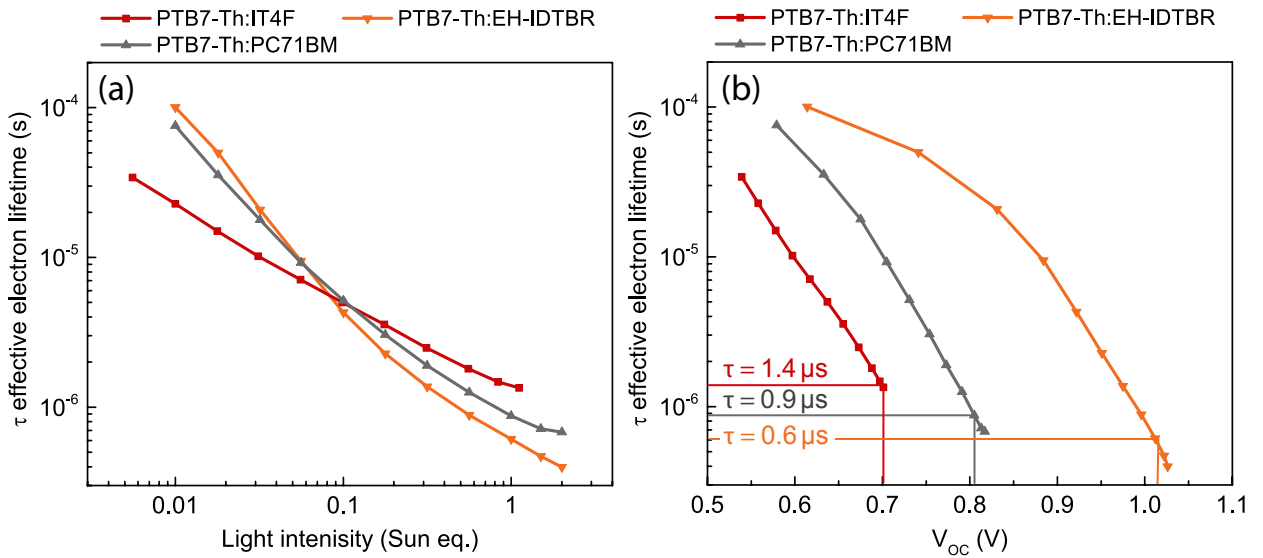 PTB7-Th:IT4F PTB7-Th:EH-IDTBR
PTB7-Th:PC71BM
(a)
τ effective electron lifetime (s)
10⁻⁴
10⁻⁵
10⁻⁶
0.01 0.1 1
Light intenisity (Sun eq.)
PTB7-Th:IT4F PTB7-Th:EH-IDTBR
PTB7-Th:PC71BM
(b)
τ effective electron lifetime (s)
10⁻⁴
10⁻⁵
10⁻⁶
τ = 1.4 µs
τ = 0.9 µs
τ = 0.6 µs
0.5 0.6 0.7 0.8 0.9 1.0 1.1
V_OC (V)